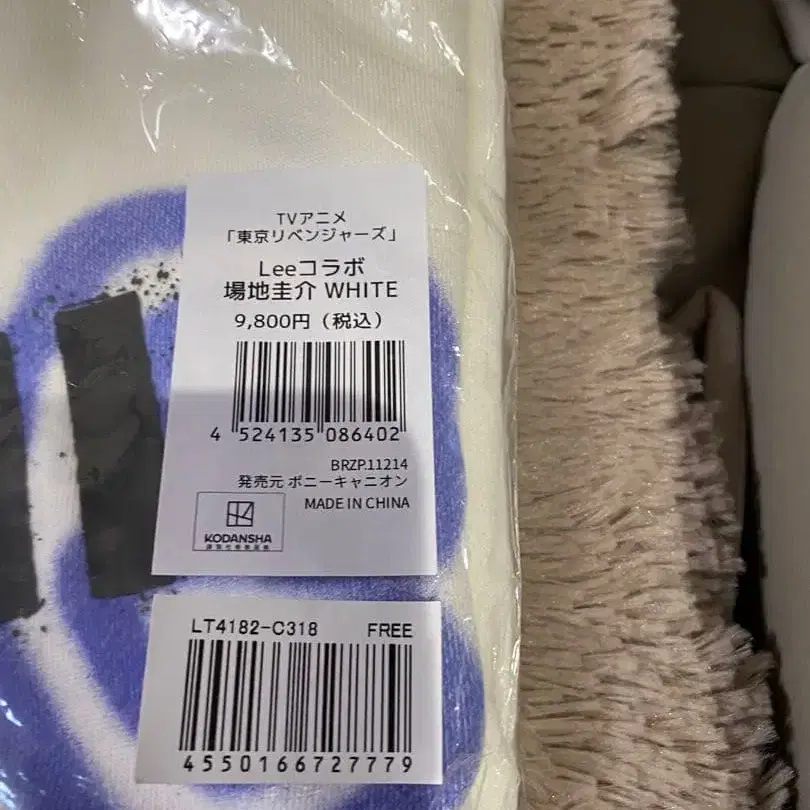 TVアニメ
「東京リベンジャーズ」
Leeコラボ
場地圭介 WHITE
9,800円（税込）
4 524135 086402
BRZP.11214
発売元 ポニーキャニオン
MADE IN CHINA
KODANSHA
LT4182-C318 FREE
4550166727779